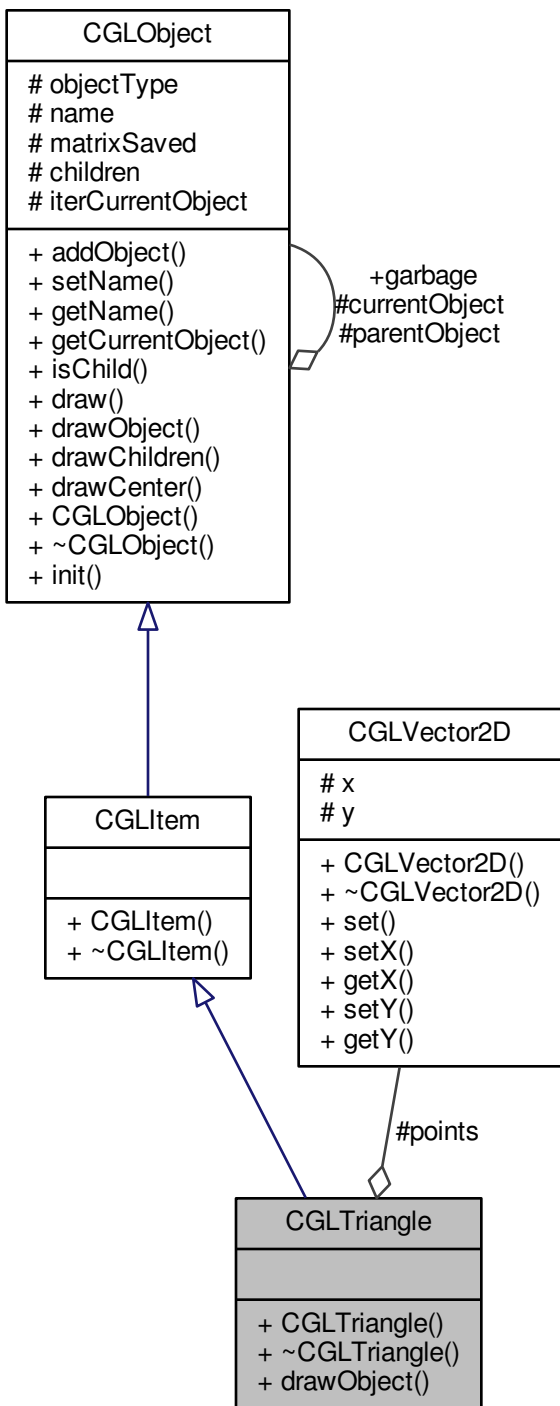 CGLObject
# objectType
# name
# matrixSaved
# children
# iterCurrentObject
+ addObject()
+ setName()
+ getName()
+ getCurrentObject()
+ isChild()
+ draw()
+ drawObject()
+ drawChildren()
+ drawCenter()
+ CGLObject()
+ ~CGLObject()
+ init()
+garbage
#currentObject
#parentObject
CGLItem
+ CGLItem()
+ ~CGLItem()
CGLVector2D
# x
# y
+ CGLVector2D()
+ ~CGLVector2D()
+ set()
+ setX()
+ getX()
+ setY()
+ getY()
#points
CGLTriangle
+ CGLTriangle()
+ ~CGLTriangle()
+ drawObject()